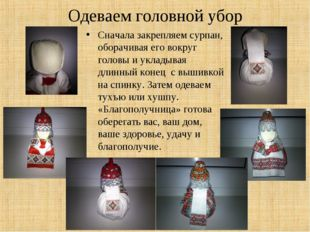 Одеваем головной убор
• Сначала закрепляем сурпан,
оборачивая его вокруг
головы и укладывая
длинный конец с вышивкой
на спинку. Затем одеваем
тухъю или хушпу.
«Благополучница» готова
оберегать вас, ваш дом,
ваше здоровье, удачу и
благополучие.